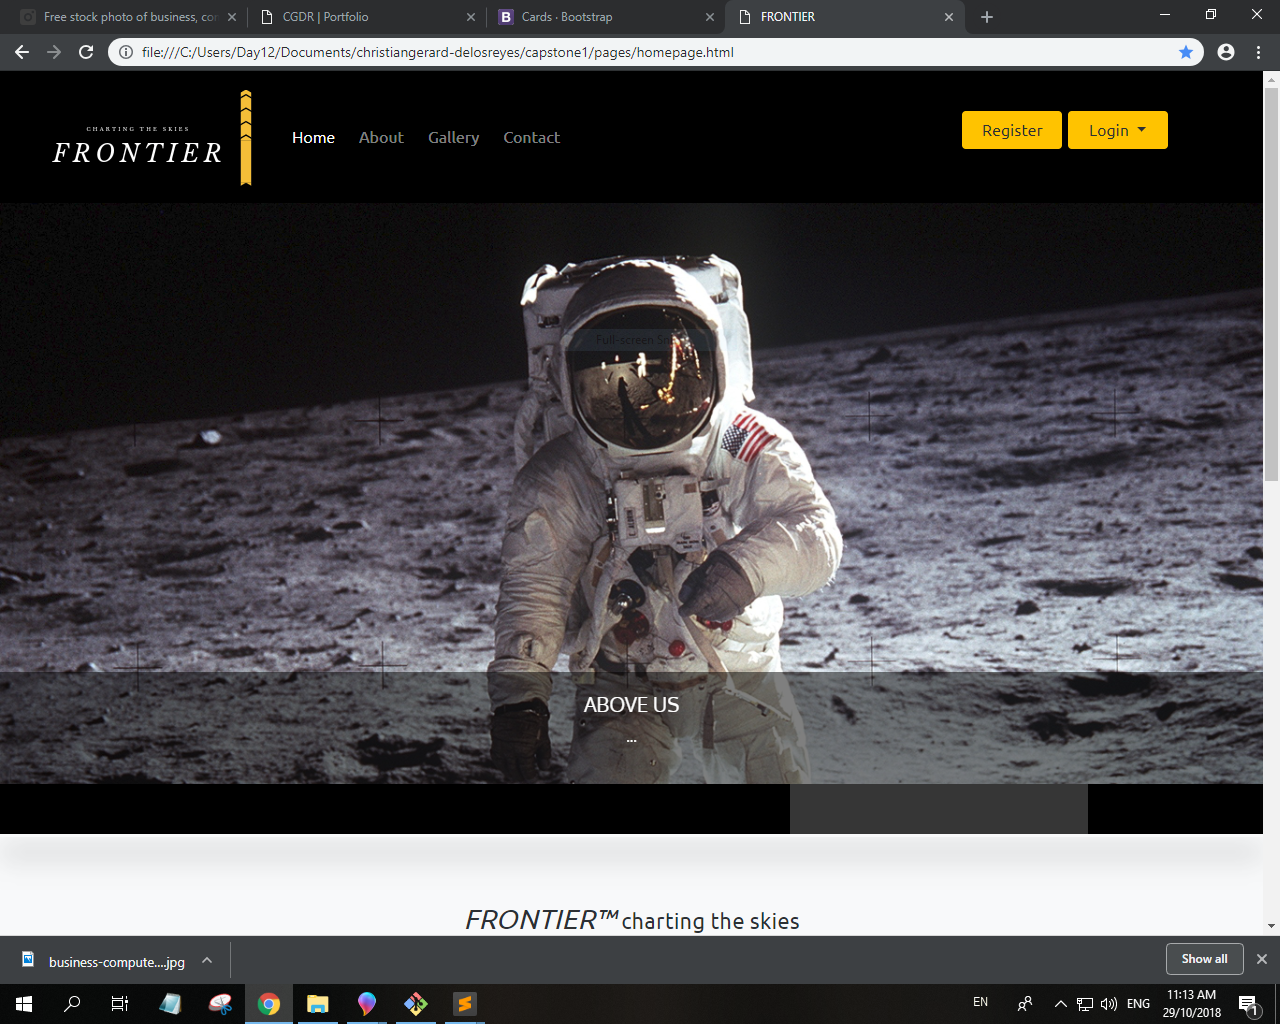 Free stock photo of business, co
CGDR | Portfolio
B Cards · Bootstrap
FRONTIER
file:///C:/Users/Day12/Documents/christiangerard-delosreyes/capstone1/pages/homepage.html
CHARTING THE SKIES
FRONTIER
Home About Gallery Contact
Register Login
Full-screen Sni
ABOVE US
...
FRONTIER™ charting the skies
business-compute....jpg
Show all
EN
ENG
11:13 AM
29/10/2018
1